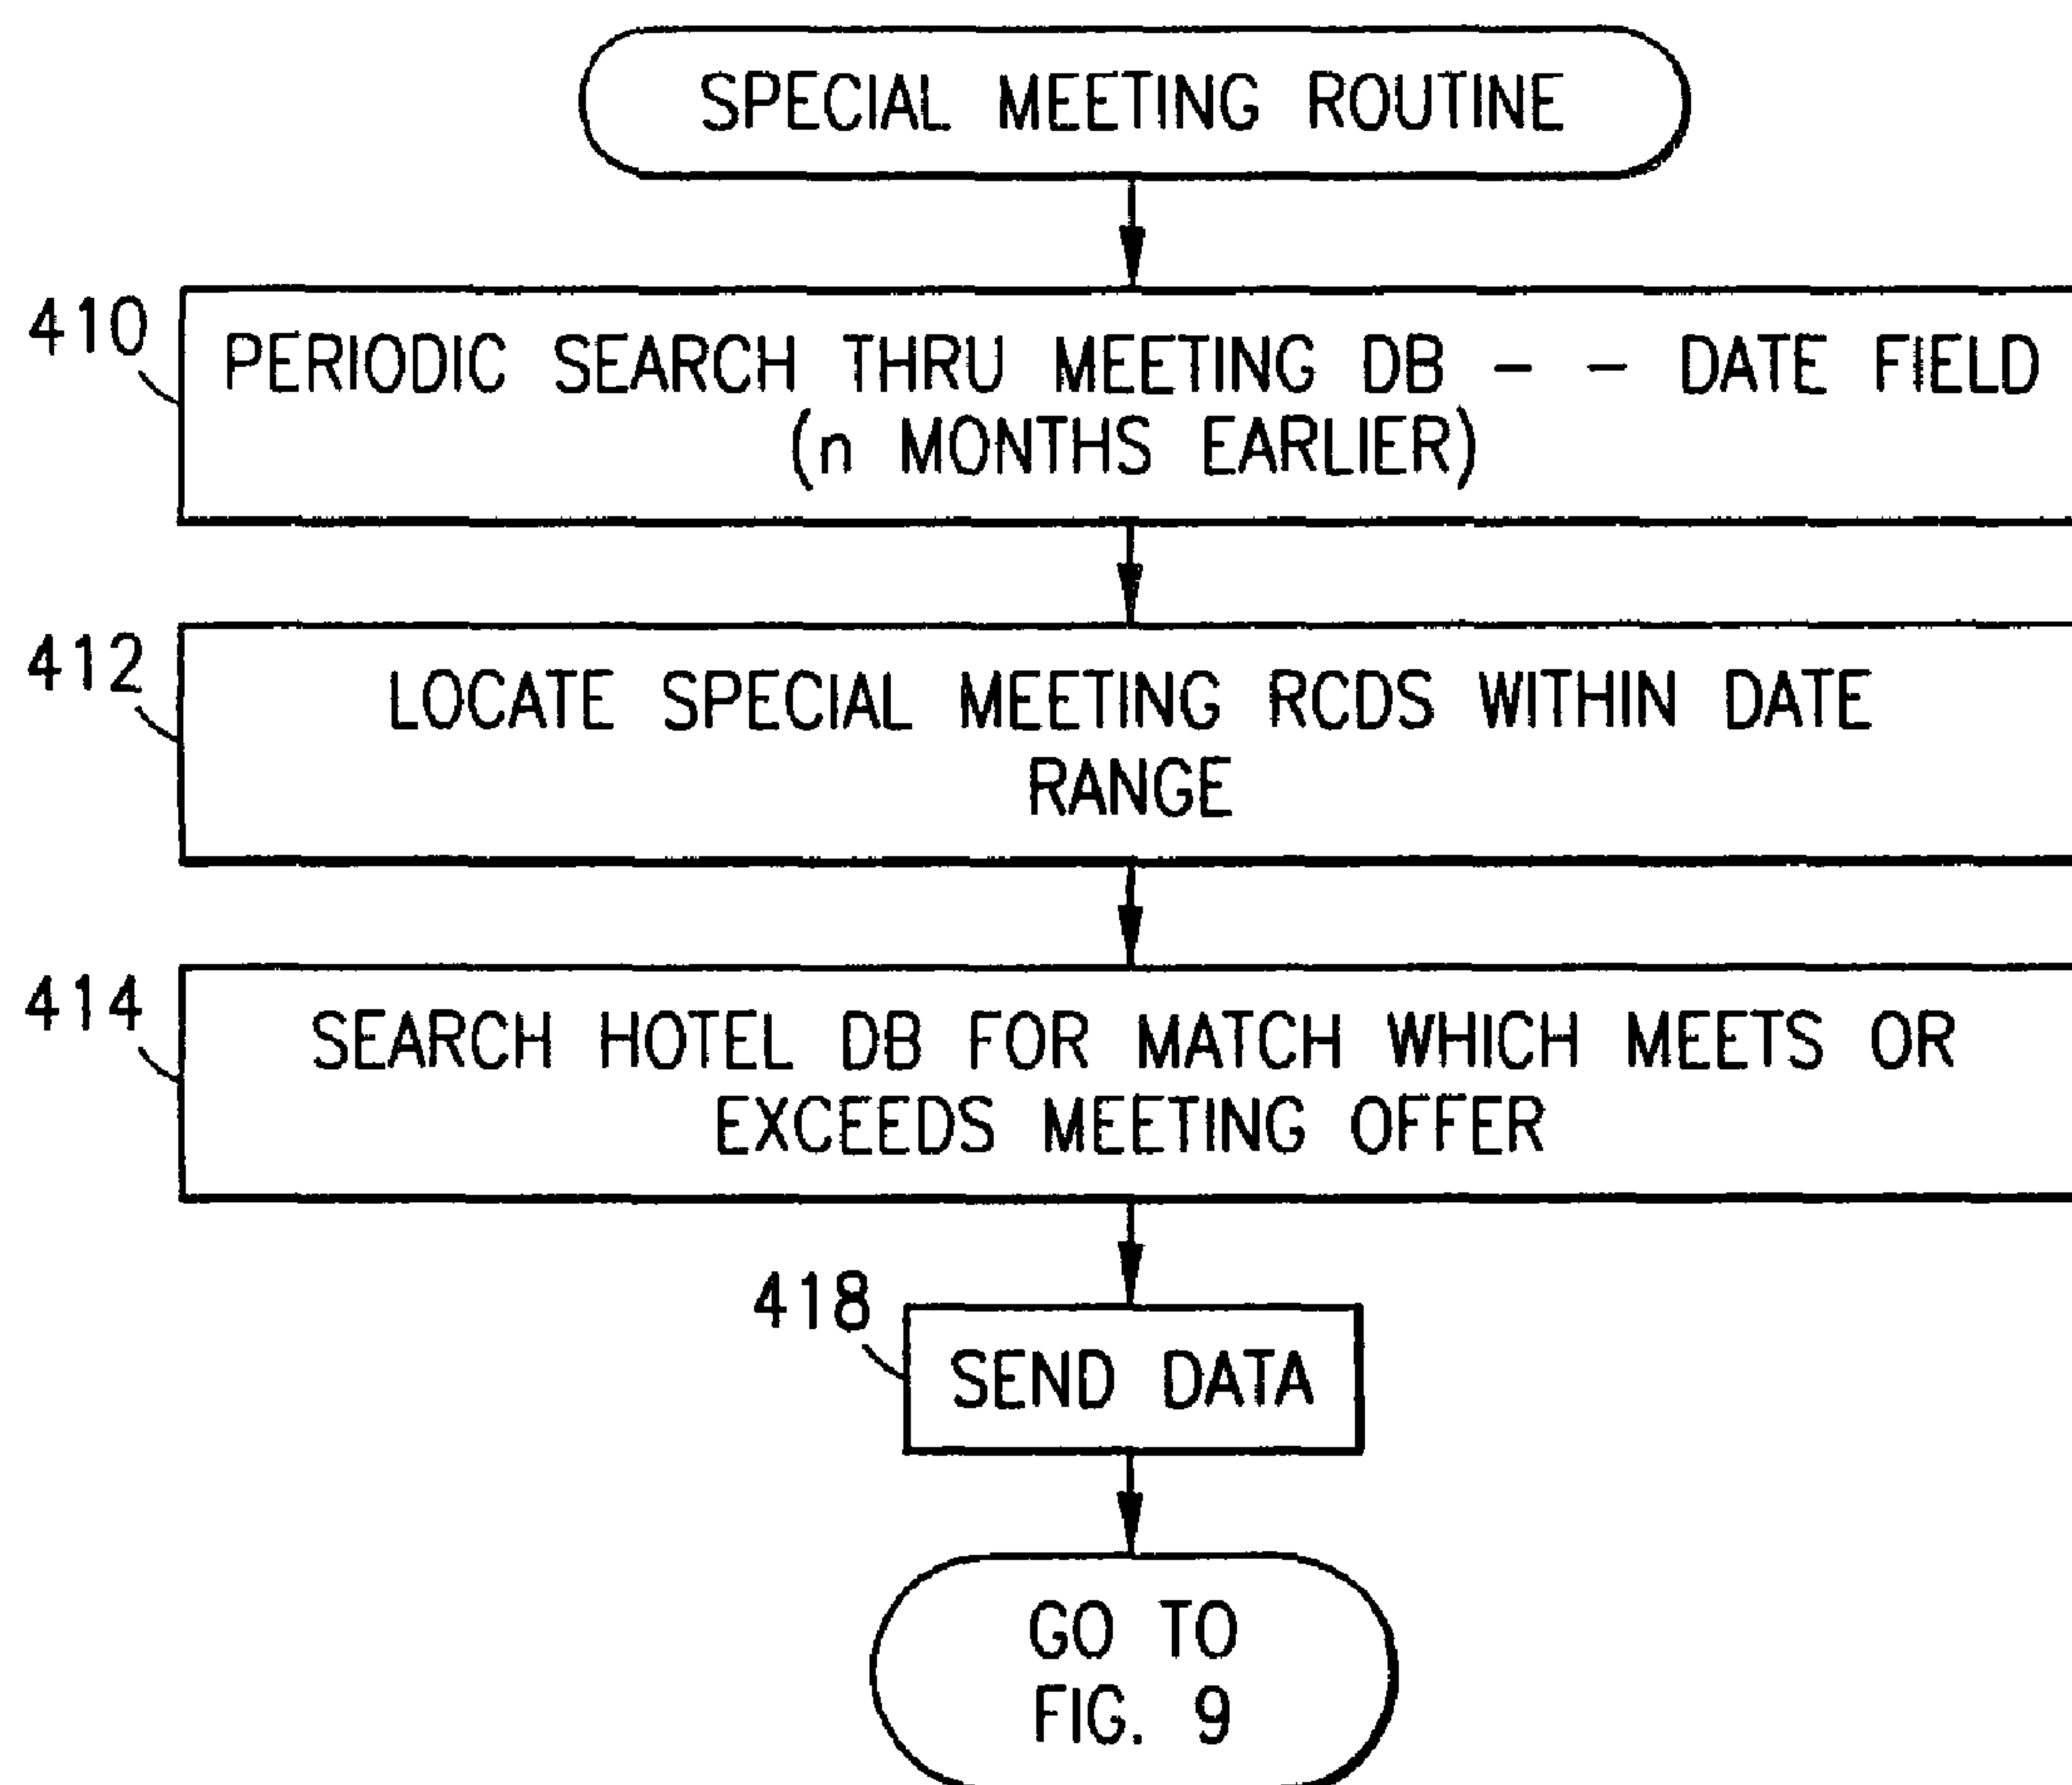 SPECIAL MEETING ROUTINE
410
PERIODIC SEARCH THRU MEETING DB - - DATE FIELD
(n MONTHS EARLIER)
412
LOCATE SPECIAL MEETING RCDS WITHIN DATE
RANGE
414
SEARCH HOTEL DB FOR MATCH WHICH MEETS OR
EXCEEDS MEETING OFFER
418
SEND DATA
GO TO
FIG. 9